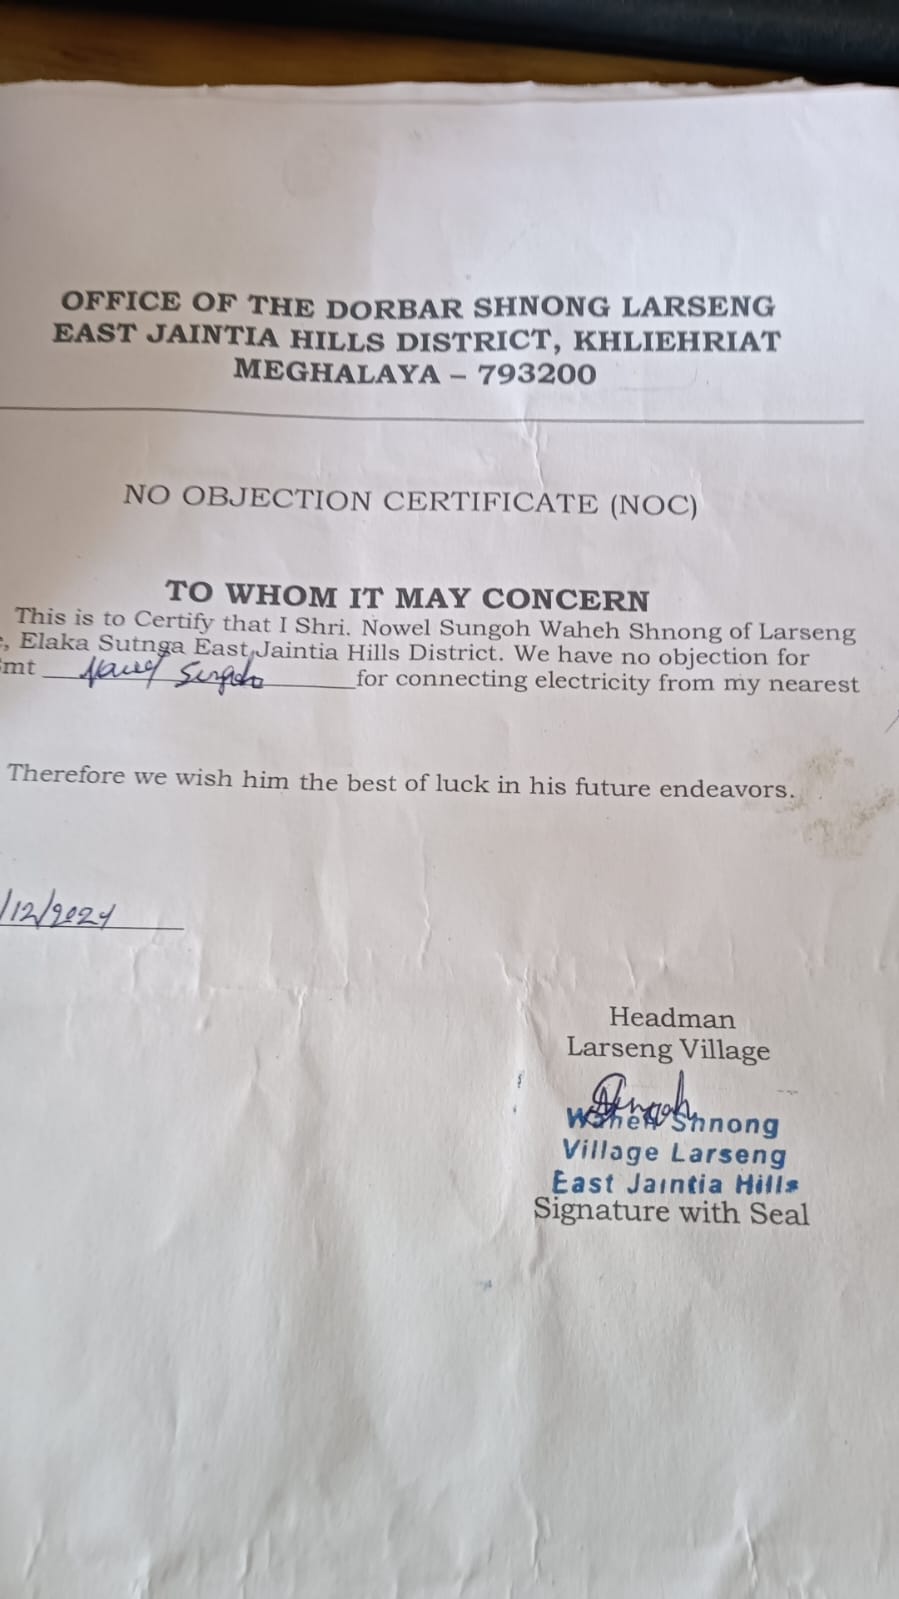 OFFICE OF THE DORBAR SHNONG LARSENG
EAST JAINTIA HILLS DISTRICT, KHLIEHRIAT
MEGHALAYA – 793200
NO OBJECTION CERTIFICATE (NOC)
TO WHOM IT MAY CONCERN
This is to Certify that I Shri. Nowel Sungoh Waheh Shnong of Larseng
, Elaka Sutnga East Jaintia Hills District. We have no objection for
mt Nowel Sungoh for connecting electricity from my nearest
Therefore we wish him the best of luck in his future endeavors.
/12/2024
Headman
Larseng Village
Waheh Shnong
Village Larseng
East Jaintia Hills
Signature with Seal